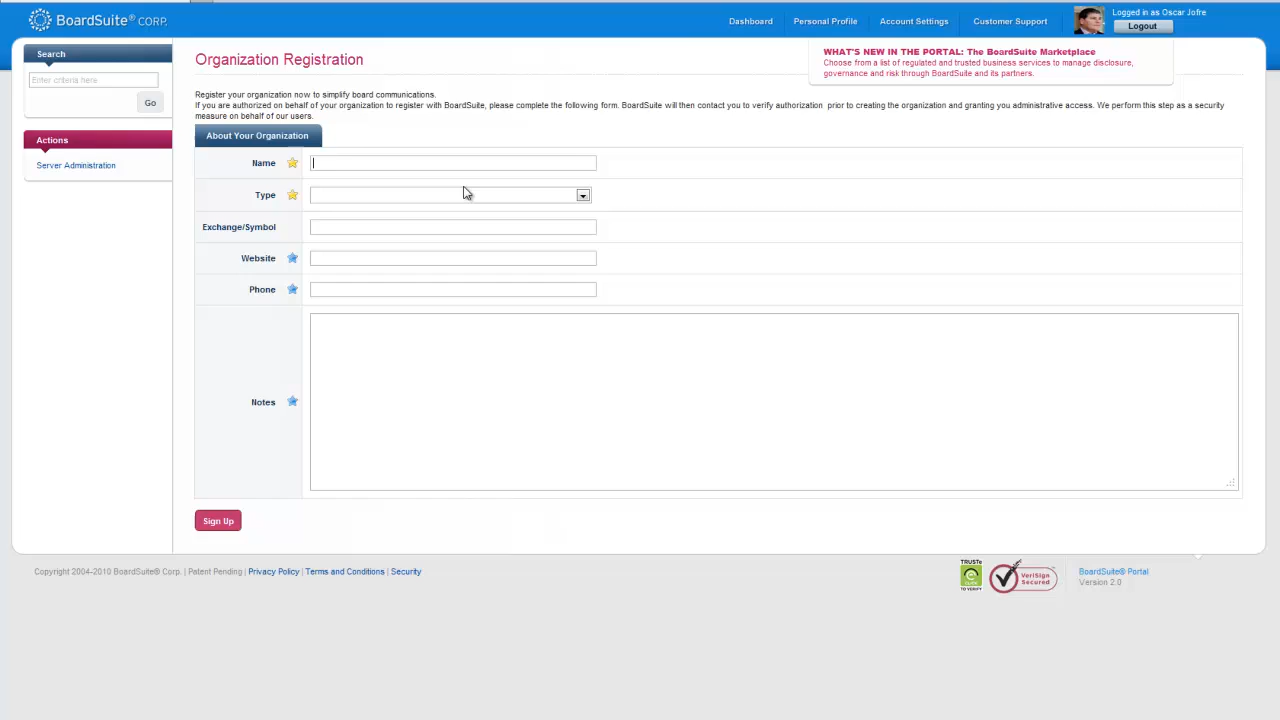 BoardSuite® CORP.
Dashboard
Personal Profile
Account Settings
Customer Support
Logged in as Oscar Jofre
Logout
Search
Enter criteria here
Go
Actions
Server Administration
Organization Registration
WHAT'S NEW IN THE PORTAL: The BoardSuite Marketplace
Choose from a list of regulated and trusted business services to manage disclosure,
governance and risk through BoardSuite and its partners.
Register your organization now to simplify board communications.
If you are authorized on behalf of your organization to register with BoardSuite, please complete the following form. BoardSuite will then contact you to verify authorization prior to creating the organization and granting you administrative access. We perform this step as a security
measure on behalf of our users.
About Your Organization
Name
Type
Exchange/Symbol
Website
Phone
Notes
Sign Up
Copyright 2004-2010 BoardSuite® Corp. | Patent Pending | Privacy Policy | Terms and Conditions | Security
TRUSTe
CLICK
TO VERIFY
VeriSign
Secured
BoardSuite® Portal
Version 2.0